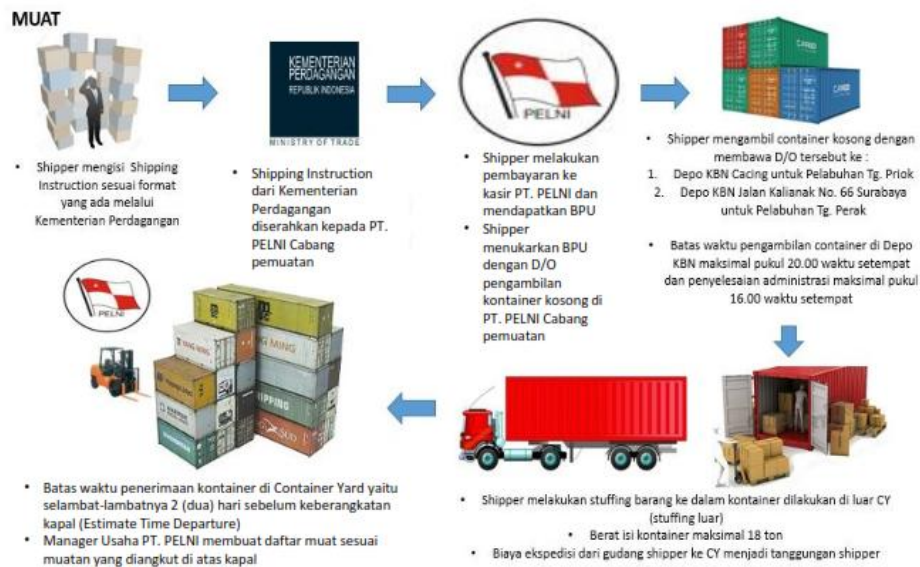 MUAT
KEMENTERIAN
PERDAGANGAN
REPUBLIK INDONESIA
MINISTRY OF TRADE
PELNI
• Shipper mengisi Shipping
Instruction sesuai format
yang ada melalui
Kementerian Perdagangan
• Shipping Instruction
dari Kementerian
Perdagangan
diserahkan kepada PT.
PELNI Cabang
pemuatan
• Shipper melakukan
pembayaran ke
kasir PT. PELNI dan
mendapatkan BPU
• Shipper
menukarkan BPU
dengan D/O
pengambilan
kontainer kosong di
PT. PELNI Cabang
pemuatan
• Shipper mengambil container kosong dengan
membawa D/O tersebut ke :
1. Depo KBN Cacing untuk Pelabuhan Tg. Priok
2. Depo KBN Jalan Kalianak No. 66 Surabaya
untuk Pelabuhan Tg. Perak
• Batas waktu pengambilan container di Depo
KBN maksimal pukul 20.00 waktu setempat
dan penyelesaian administrasi maksimal pukul
16.00 waktu setempat
• Shipper melakukan stuffing barang ke dalam kontainer dilakukan di luar CY
(stuffing luar)
• Berat isi kontainer maksimal 18 ton
• Biaya ekspedisi dari gudang shipper ke CY menjadi tanggungan shipper
PELNI
• Batas waktu penerimaan kontainer di Container Yard yaitu
selambat-lambatnya 2 (dua) hari sebelum keberangkatan
kapal (Estimate Time Departure)
• Manager Usaha PT. PELNI membuat daftar muat sesuai
muatan yang diangkut di atas kapal